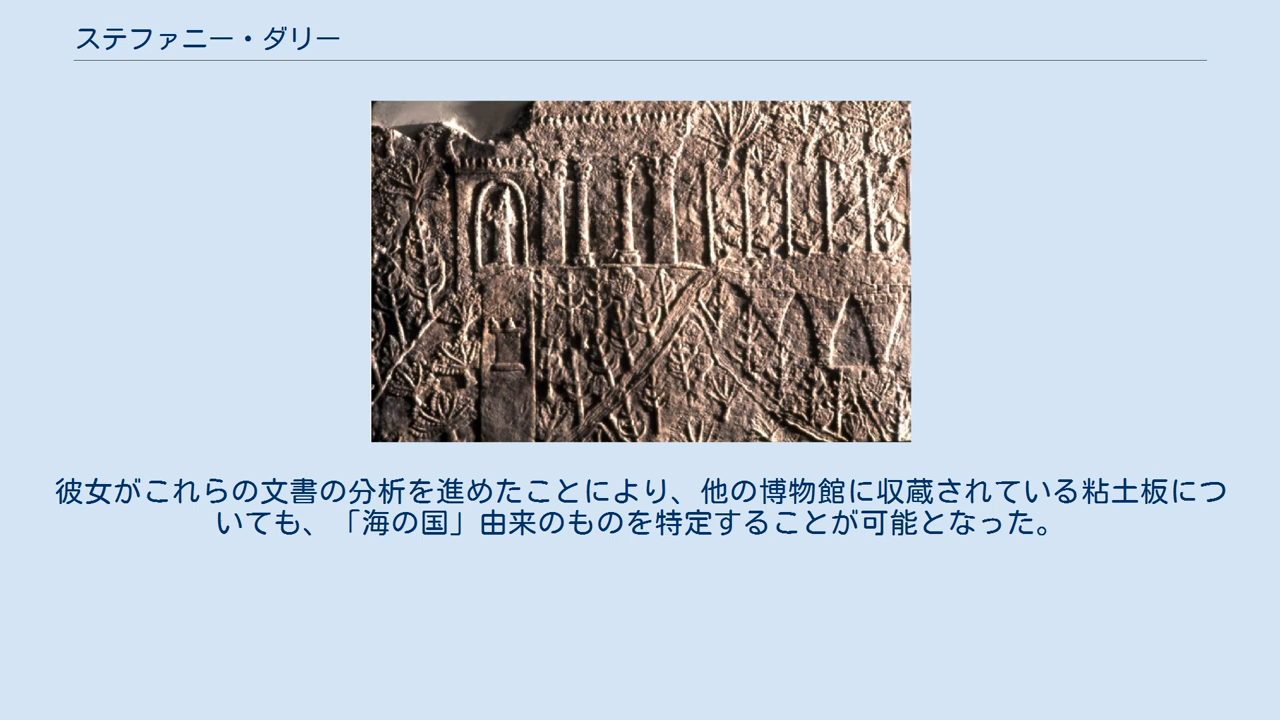 ステファニー・ダリー
彼女がこれらの文書の分析を進めたことにより、他の博物館に収蔵されている粘土板につ
いても、「海の国」由来のものを特定することが可能となった。